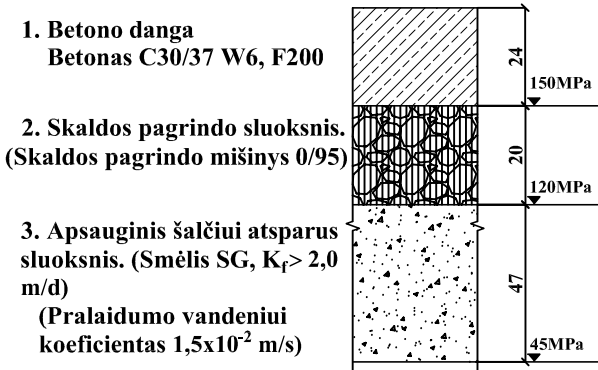 1. Betono danga
Betonas C30/37 W6, F200
24
150MPa
2. Skaldos pagrindo sluoksnis.
(Skaldos pagrindo mišinys 0/95)
20
120MPa
3. Apsauginis šalčiui atsparus
sluoksnis. (Smėlis SG, K_f> 2,0
m/d)
(Pralaidumo vandeniui
koeficientas 1,5x10^-2 m/s)
47
45MPa